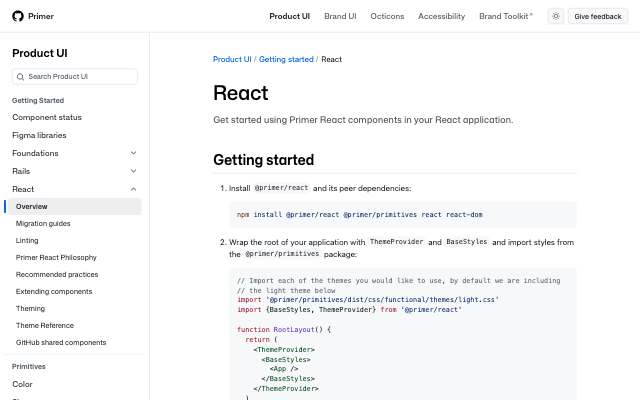 Primer
Product UI
Brand UI
Octicons
Accessibility
Brand Toolkit
Give feedback
Product UI
Search Product UI
Getting Started
Component status
Figma libraries
Foundations
Rails
React
Overview
Migration guides
Linting
Primer React Philosophy
Recommended practices
Extending components
Theming
Theme Reference
GitHub shared components
Primitives
Color
Product UI / Getting started / React
React
Get started using Primer React components in your React application.
Getting started
1. Install @primer/react and its peer dependencies:
npm install @primer/react @primer/primitives react react-dom
2. Wrap the root of your application with ThemeProvider and BaseStyles and import styles from
the @primer/primitives package:
// Import each of the themes you would like to use, by default we are including
// the light theme below
import '@primer/primitives/dist/css/functional/themes/light.css'
import {BaseStyles, ThemeProvider} from '@primer/react'
function RootLayout() {
return (
<ThemeProvider>
<BaseStyles>
<App />
</BaseStyles>
</ThemeProvider>
)